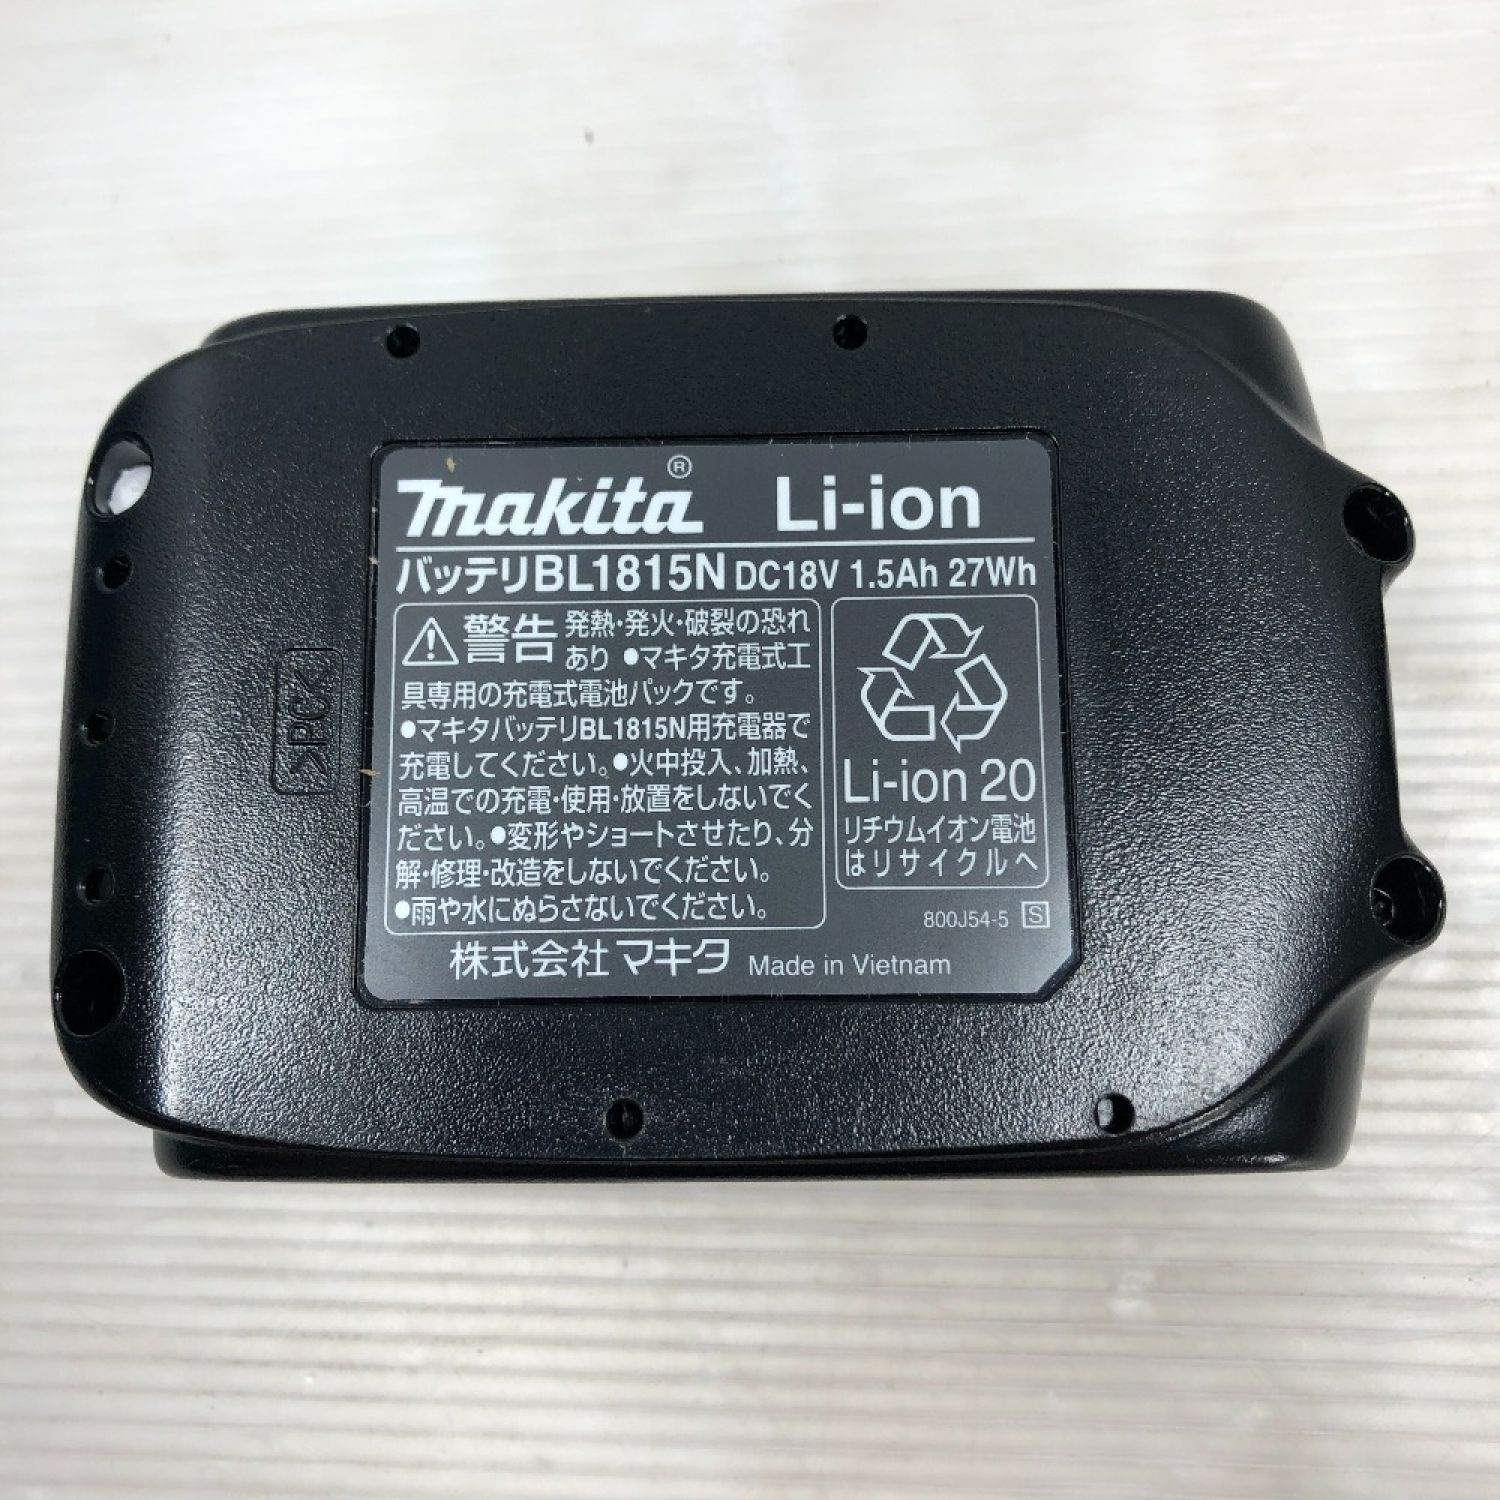 makita® Li-ion
バッテリBL1815N DC18V 1.5Ah 27Wh
警告 発熱・発火・破裂の恐れ
あり ●マキタ充電式工
具専用の充電式電池パックです。
●マキタバッテリBL1815N用充電器で
充電してください。●火中投入、加熱、
高温での充電・使用・放置をしないでく
ださい。●変形やショートさせたり、分
解・修理・改造をしないでください。
●雨や水にぬらさないでください。
Li-ion 20
リチウムイオン電池
はリサイクルへ
800J54-5 S
株式会社マキタ Made in Vietnam
>PC<